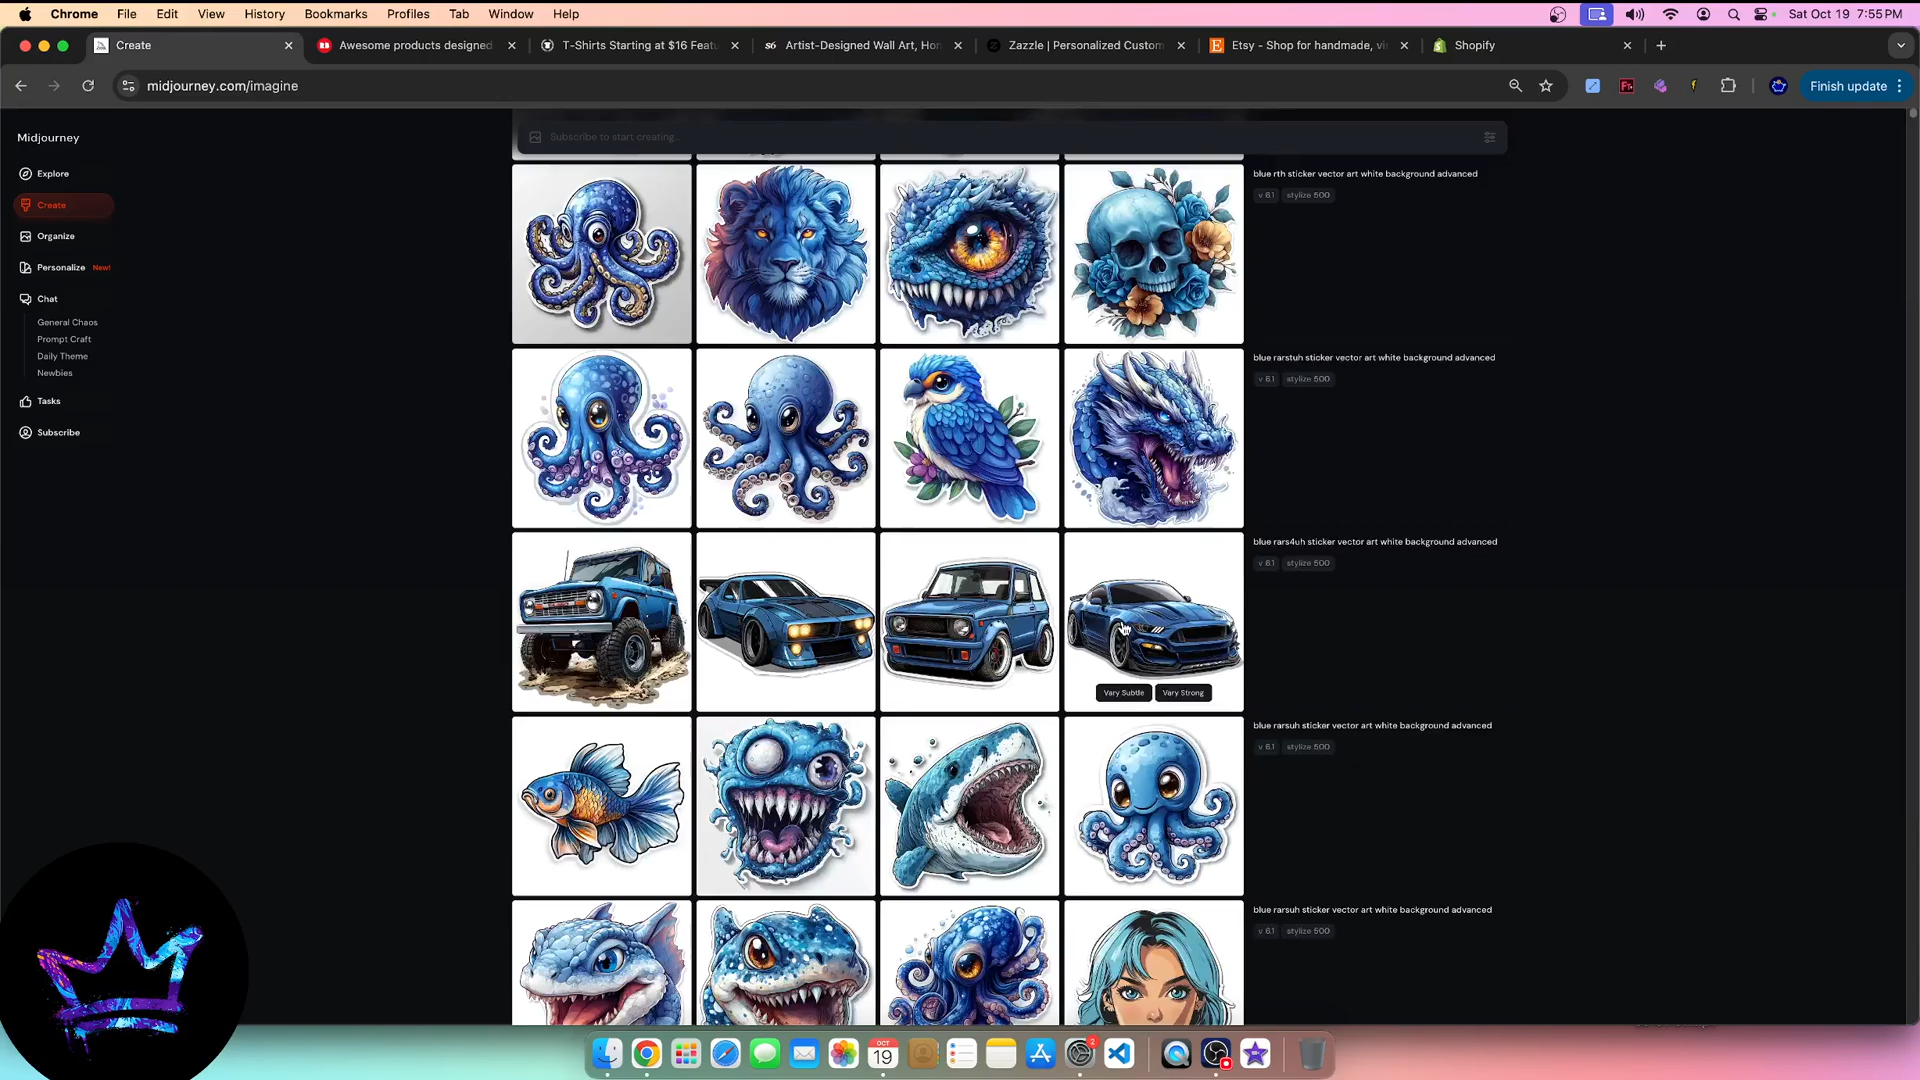 Chrome File Edit View History Bookmarks Profiles Tab Window Help
Sat Oct 19 7:55 PM
Create
Awesome products designed
T-Shirts Starting at $16 Featu
Artist-Designed Wall Art, Hon
Zazzle | Personalized Custom
Etsy - Shop for handmade, vi
Shopify
midjourney.com/imagine
Finish update
Midjourney
Subscribe to start creating...
Explore
Create
Organize
Personalize New!
Chat
General Chaos
Prompt Craft
Daily Theme
Newbies
Tasks
Subscribe
blue rth sticker vector art white background advanced
v 6.1 stylize 500
blue rarstuh sticker vector art white background advanced
v 6.1 stylize 500
blue rars4uh sticker vector art white background advanced
v 6.1 stylize 500
Vary Subtle Vary Strong
blue rarsuh sticker vector art white background advanced
v 6.1 stylize 500
blue rarsuh sticker vector art white background advanced
v 6.1 stylize 500
OCT
19
2